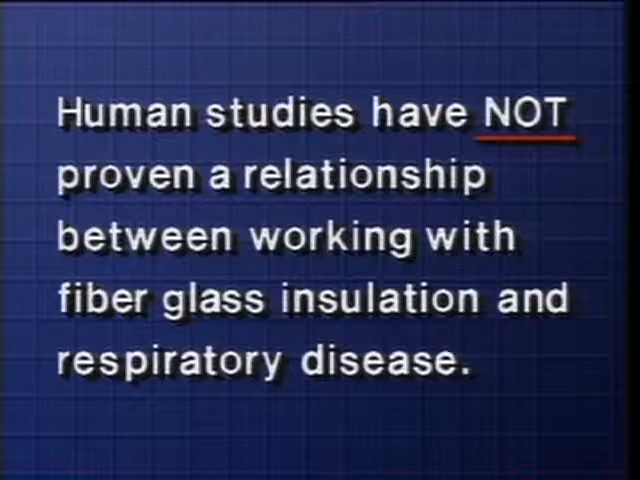 Human studies have NOT
proven a relationship
between working with
fiber glass insulation and
respiratory disease.